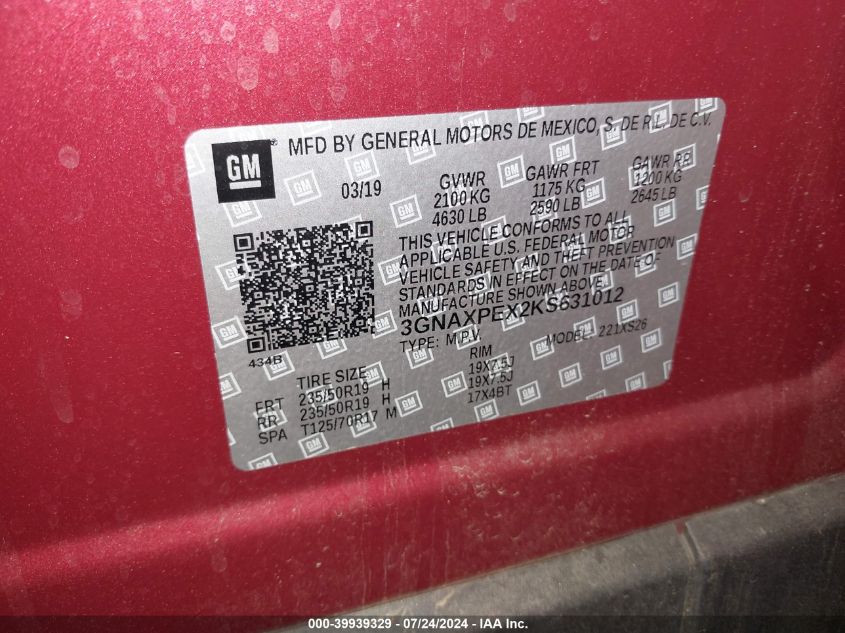 GM
MFD BY GENERAL MOTORS DE MEXICO, S. DE R.L. DE C.V.
03/19
GVWR GAWR FRT GAWR RR
2100 KG 1175 KG 1200 KG
4630 LB 2590 LB 2645 LB
THIS VEHICLE CONFORMS TO ALL
APPLICABLE U.S. FEDERAL MOTOR
VEHICLE SAFETY AND THEFT PREVENTION
STANDARDS IN EFFECT ON THE DATE OF
MANUFACTURE SHOWN ABOVE.
3GNAXPEX2KS631012
TYPE: M.P.V. MODEL: 221XS26
434B
TIRE SIZE RIM
FRT 235/50R19 H 19X7.5J
RR 235/50R19 H 19X7.5J
SPA T125/70R17 M 17X4BT
000-39939329 - 07/24/2024 - IAA, Inc.